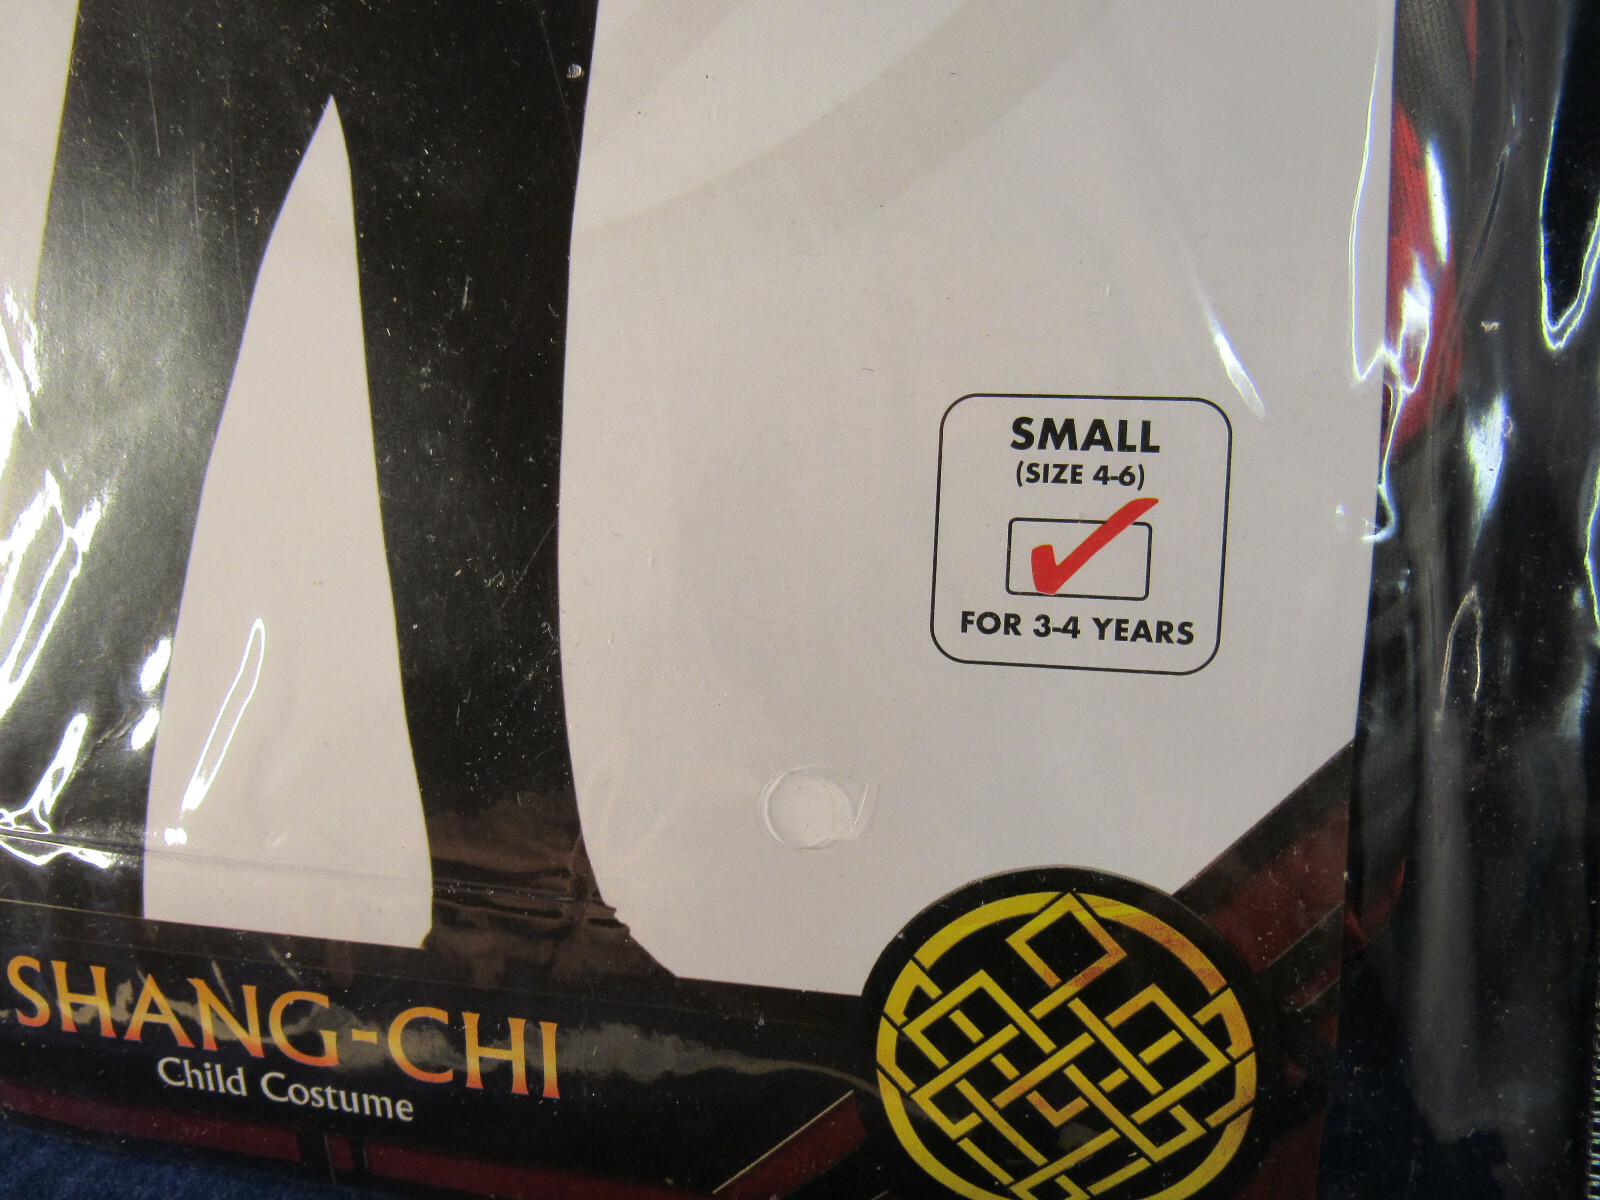 SMALL
(SIZE 4-6)
FOR 3-4 YEARS
SHANG-CHI
Child Costume